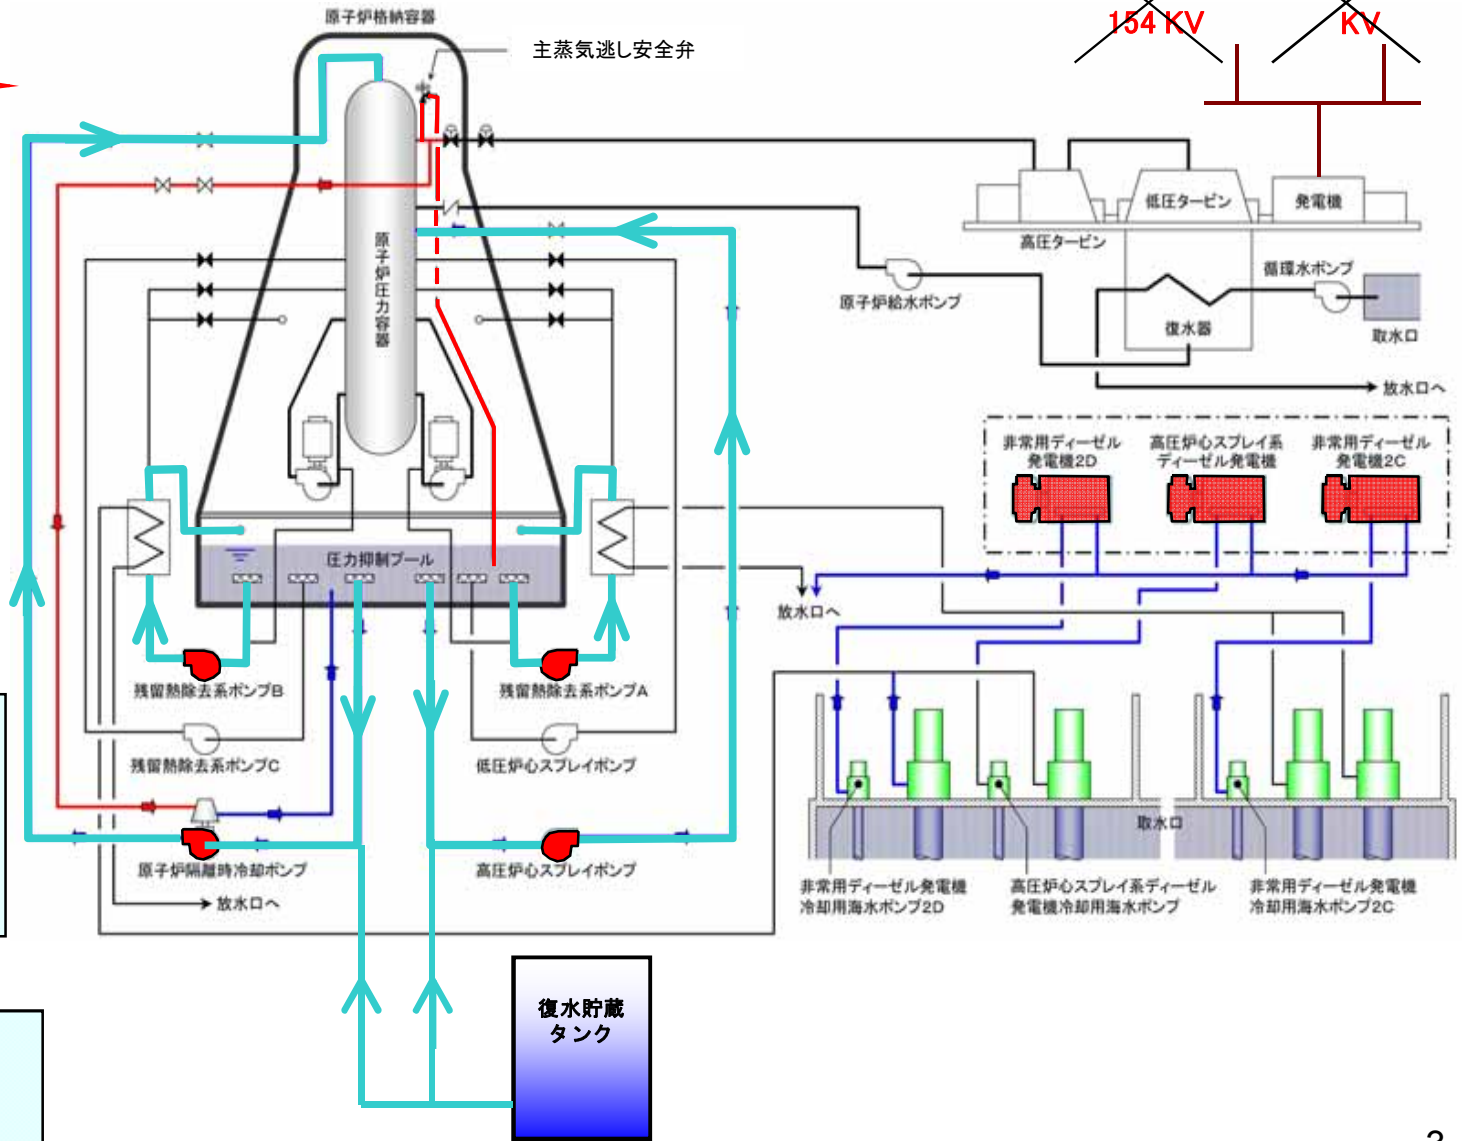 原子炉格納容器
主蒸気逃し安全弁
154 KV
KV
低圧タービン
発電機
高圧タービン
原子炉圧力容器
循環水ポンプ
原子炉給水ポンプ
復水器
取水口
放水口へ
非常用ディーゼル
発電機2D
高圧炉心スプレイ系
ディーゼル発電機
非常用ディーゼル
発電機2C
圧力抑制プール
放水口へ
残留熱除去系ポンプB
残留熱除去系ポンプA
残留熱除去系ポンプC
低圧炉心スプレイポンプ
取水口
原子炉隔離時冷却ポンプ
高圧炉心スプレイポンプ
非常用ディーゼル発電機
冷却用海水ポンプ2D
高圧炉心スプレイ系ディーゼル
発電機冷却用海水ポンプ
非常用ディーゼル発電機
冷却用海水ポンプ2C
放水口へ
復水貯蔵
タンク